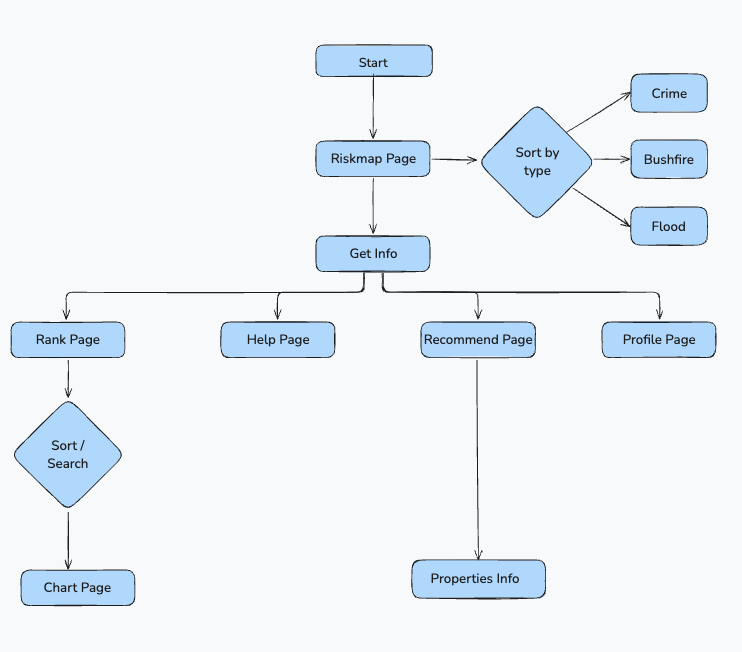 Start
Crime
Riskmap Page
Sort by
type
Bushfire
Flood
Get Info
Rank Page
Help Page
Recommend Page
Profile Page
Sort /
Search
Chart Page
Properties Info